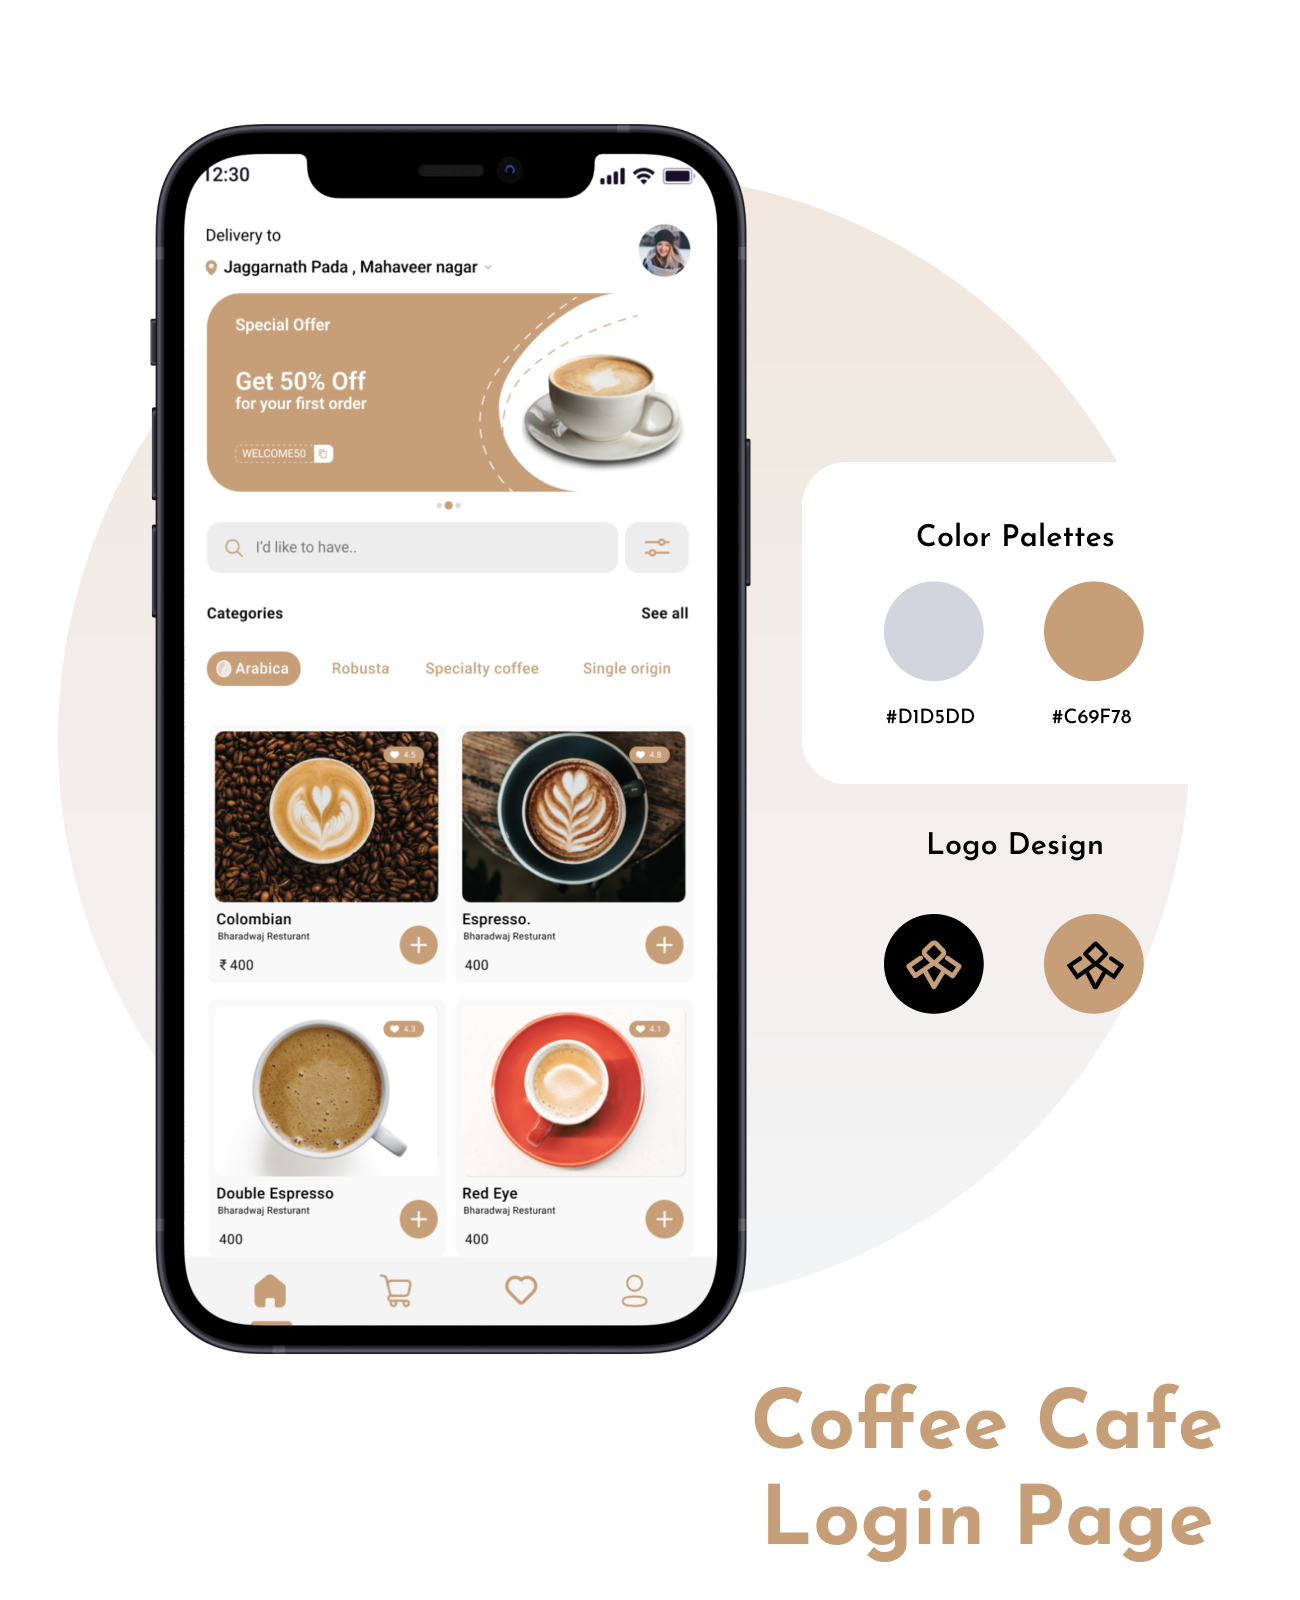 12:30
Delivery to
Jaggarnath Pada , Mahaveer nagar
Special Offer
Get 50% Off
for your first order
WELCOME50
I'd like to have..
Categories
See all
Arabica
Robusta
Specialty coffee
Single origin
4.5
4.8
Colombian
Bharadwaj Resturant
₹ 400
Espresso.
Bharadwaj Resturant
400
4.3
4.1
Double Espresso
Bharadwaj Resturant
400
Red Eye
Bharadwaj Resturant
400
Color Palettes
#D1D5DD
#C69F78
Logo Design
Coffee Cafe
Login Page